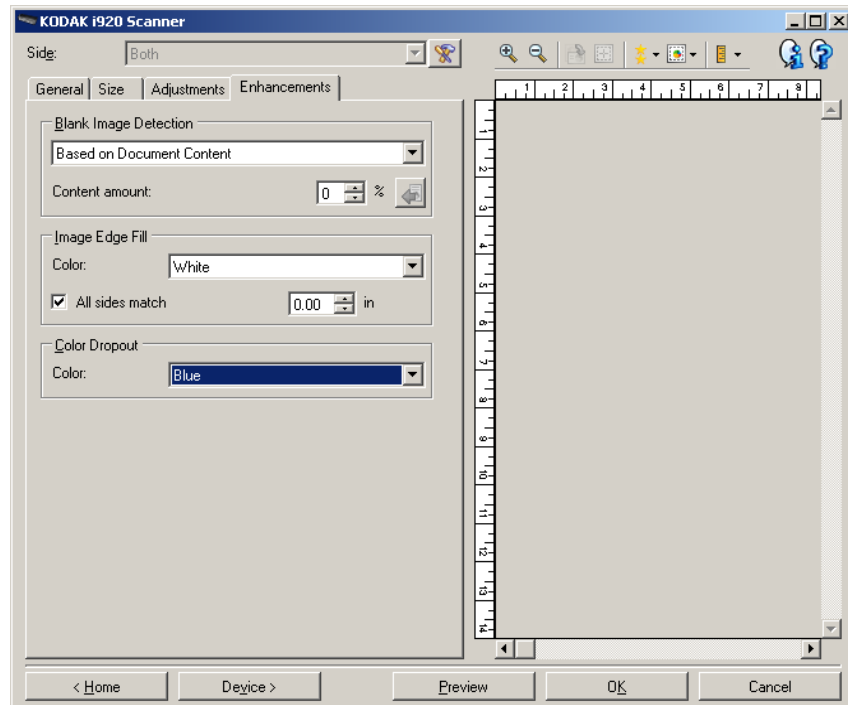 KODAK i920 Scanner
Side: Both
General Size Adjustments Enhancements
Blank Image Detection
Based on Document Content
Content amount: 0 %
Image Edge Fill
Color: White
All sides match 0.00 in
Color Dropout
Color: Blue
1 2 3 4 5 6 7 8
1
2
3
4
5
6
7
8
9
10
11
12
13
14
< Home Device > Preview OK Cancel